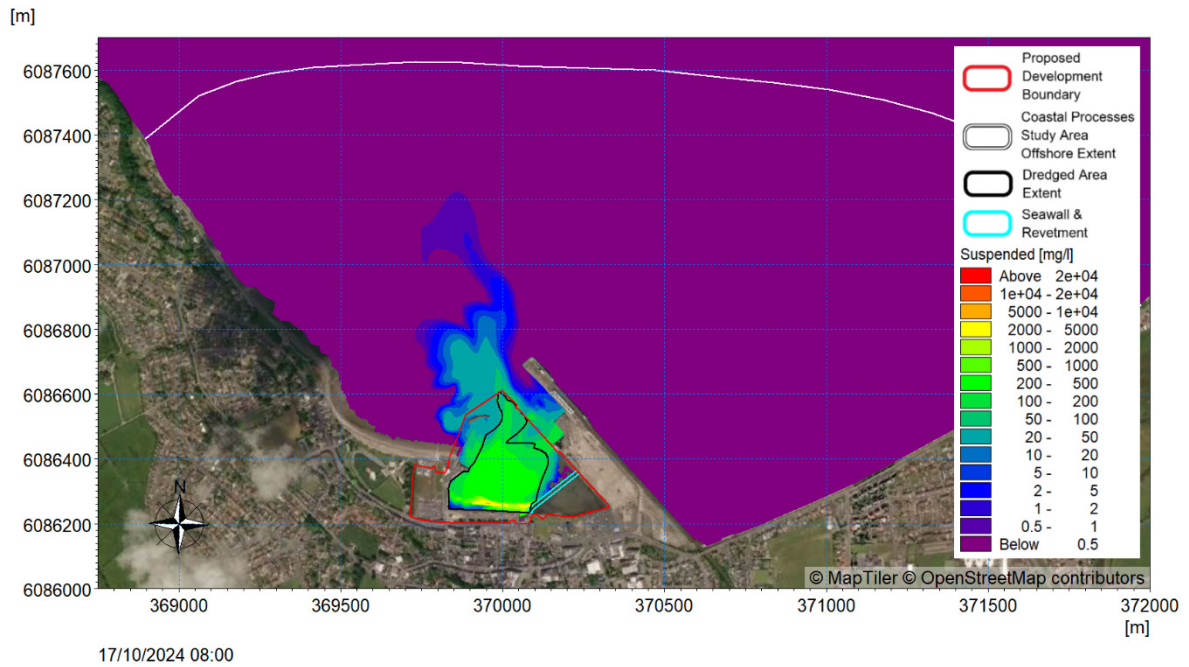 [m]
6087600
6087400
6087200
6087000
6086800
6086600
6086400
6086200
6086000
369000 369500 370000 370500 371000 371500 372000
[m]
17/10/2024 08:00
N
Proposed
Development
Boundary
Coastal Processes
Study Area
Offshore Extent
Dredged Area
Extent
Seawall &
Revetment
Suspended [mg/l]
Above 2e+04
1e+04 - 2e+04
5000 - 1e+04
2000 - 5000
1000 - 2000
500 - 1000
200 - 500
100 - 200
50 - 100
20 - 50
10 - 20
5 - 10
2 - 5
1 - 2
0.5 - 1
Below 0.5
© MapTiler © OpenStreetMap contributors